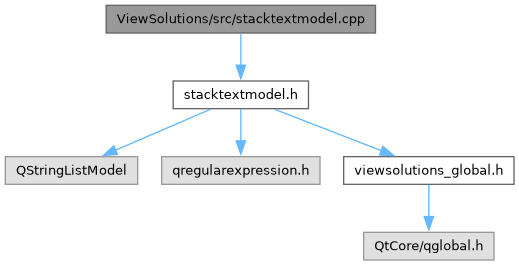 ViewSolutions/src/stacktextmodel.cpp
stacktextmodel.h
QStringListModel
qregularexpression.h
viewsolutions_global.h
QtCore/qglobal.h